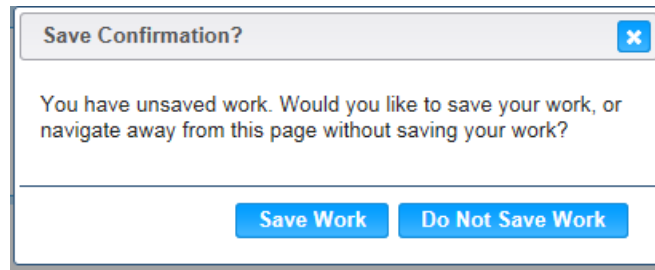 Save Confirmation?
You have unsaved work. Would you like to save your work, or
navigate away from this page without saving your work?
Save Work Do Not Save Work